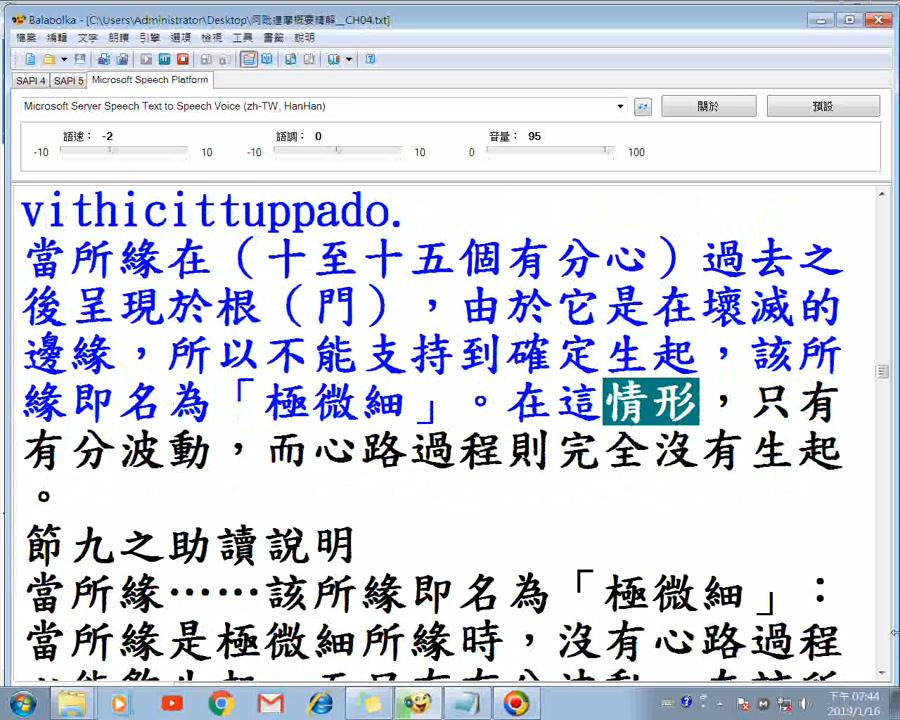 Balabolka - [C:\Users\Administrator\Desktop\阿毗達摩概要精解__CH04.txt]
檔案 編輯 文字 朗讀 引擎 選項 檢視 工具 書籤 說明
SAPI 4 SAPI 5 Microsoft Speech Platform
Microsoft Server Speech Text to Speech Voice (zh-TW, HanHan) 關於 預設
語速： -2 語調： 0 音量： 95
-10 10 -10 10 0 100
vithicittuppado.
當所緣在（十至十五個有分心）過去之
後呈現於根（門），由於它是在壞滅的
邊緣，所以不能支持到確定生起，該所
緣即名為「極微細」。在這情形，只有
有分波動，而心路過程則完全沒有生起
。
節九之助讀說明
當所緣……該所緣即名為「極微細」：
當所緣是極微細所緣時，沒有心路過程
下午 07:44
2019/1/16